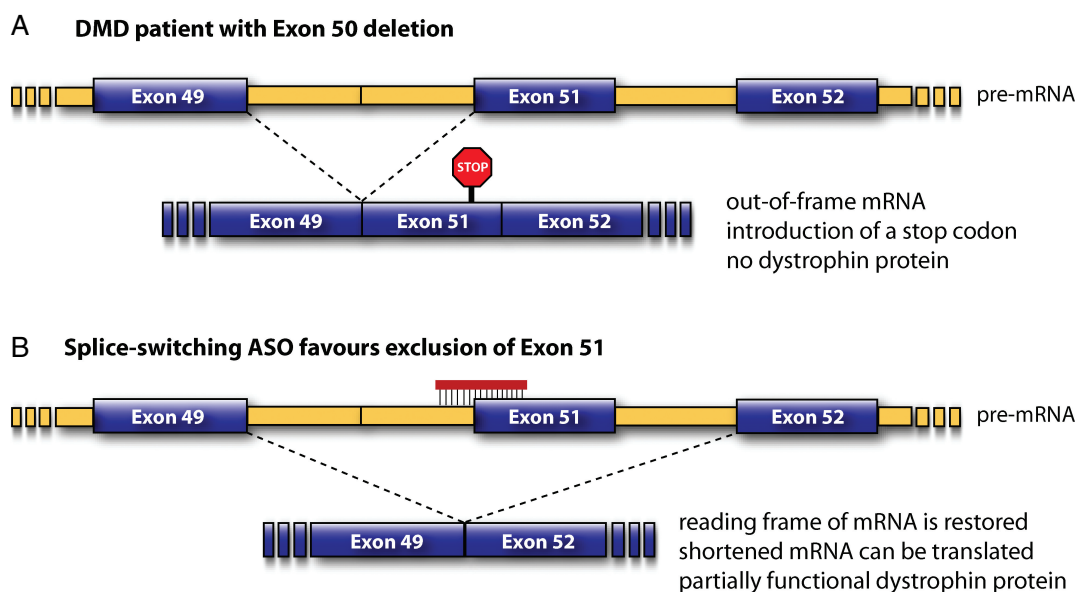 A DMD patient with Exon 50 deletion
Exon 49 Exon 51 Exon 52 pre-mRNA
STOP
Exon 49 Exon 51 Exon 52
out-of-frame mRNA
introduction of a stop codon
no dystrophin protein
B Splice-switching ASO favours exclusion of Exon 51
Exon 49 Exon 51 Exon 52 pre-mRNA
Exon 49 Exon 52
reading frame of mRNA is restored
shortened mRNA can be translated
partially functional dystrophin protein